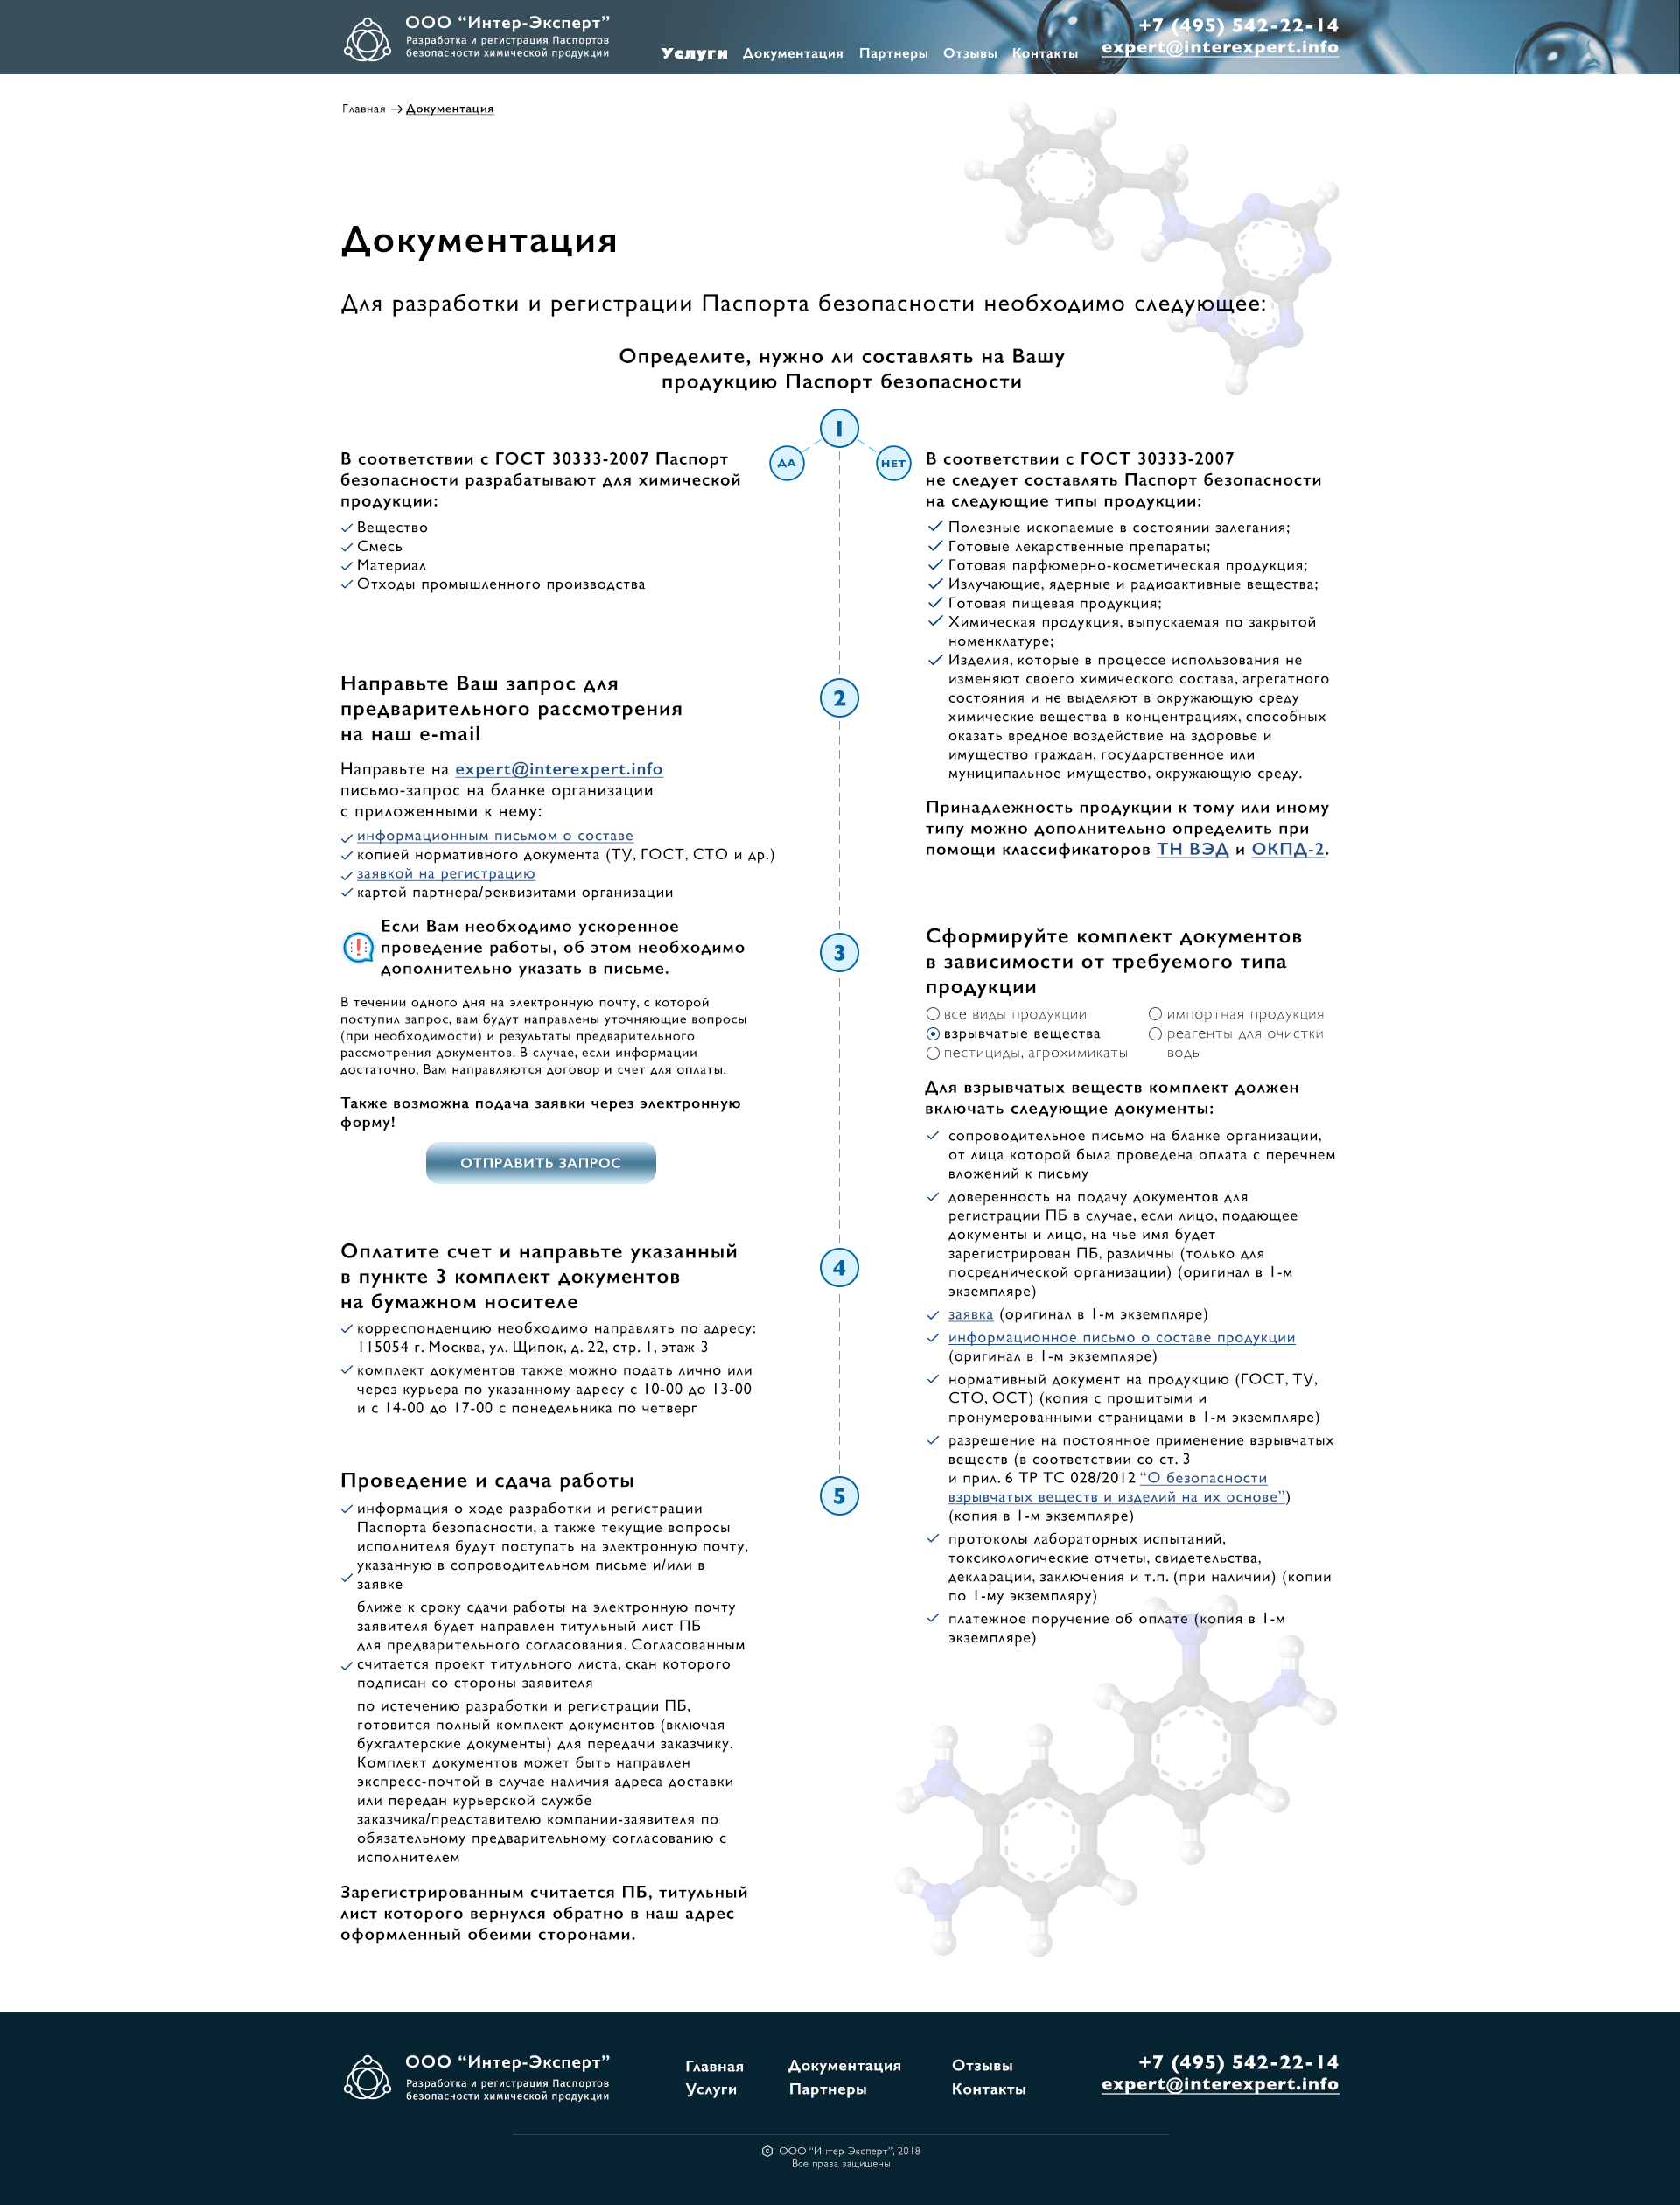 ООО “Интер-Эксперт”
Разработка и регистрация Паспортов
безопасности химической продукции
Услуги Документация Партнеры Отзывы Контакты
+7 (495) 542-22-14
expert@interexpert.info
Главная → Документация
Документация
Для разработки и регистрации Паспорта безопасности необходимо следующее:
Определите, нужно ли составлять на Вашу
продукцию Паспорт безопасности
1
ДА
НЕТ
В соответствии с ГОСТ 30333-2007 Паспорт
безопасности разрабатывают для химической
продукции:
Вещество
Смесь
Материал
Отходы промышленного производства
В соответствии с ГОСТ 30333-2007
не следует составлять Паспорт безопасности
на следующие типы продукции:
Полезные ископаемые в состоянии залегания;
Готовые лекарственные препараты;
Готовая парфюмерно-косметическая продукция;
Излучающие, ядерные и радиоактивные вещества;
Готовая пищевая продукция;
Химическая продукция, выпускаемая по закрытой
номенклатуре;
Изделия, которые в процессе использования не
изменяют своего химического состава, агрегатного
состояния и не выделяют в окружающую среду
химические вещества в концентрациях, способных
оказать вредное воздействие на здоровье и
имущество граждан, государственное или
муниципальное имущество, окружающую среду.
Принадлежность продукции к тому или иному
типу можно дополнительно определить при
помощи классификаторов ТН ВЭД и ОКПД-2.
2
Направьте Ваш запрос для
предварительного рассмотрения
на наш e-mail
Направьте на expert@interexpert.info
письмо-запрос на бланке организации
с приложенными к нему:
информационным письмом о составе
копией нормативного документа (ТУ, ГОСТ, СТО и др.)
заявкой на регистрацию
картой партнера/реквизитами организации
Если Вам необходимо ускоренное
проведение работы, об этом необходимо
дополнительно указать в письме.
В течении одного дня на электронную почту, с которой
поступил запрос, вам будут направлены уточняющие вопросы
(при необходимости) и результаты предварительного
рассмотрения документов. В случае, если информации
достаточно, Вам направляются договор и счет для оплаты.
Также возможна подача заявки через электронную
форму!
ОТПРАВИТЬ ЗАПРОС
3
Сформируйте комплект документов
в зависимости от требуемого типа
продукции
все виды продукции
взрывчатые вещества
пестициды, агрохимикаты
импортная продукция
реагенты для очистки
воды
Для взрывчатых веществ комплект должен
включать следующие документы:
сопроводительное письмо на бланке организации,
от лица которой была проведена оплата с перечнем
вложений к письму
доверенность на подачу документов для
регистрации ПБ в случае, если лицо, подающее
документы и лицо, на чье имя будет
зарегистрирован ПБ, различны (только для
посреднической организации) (оригинал в 1-м
экземпляре)
заявка (оригинал в 1-м экземпляре)
информационное письмо о составе продукции
(оригинал в 1-м экземпляре)
нормативный документ на продукцию (ГОСТ, ТУ,
СТО, ОСТ) (копия с прошитыми и
пронумерованными страницами в 1-м экземпляре)
разрешение на постоянное применение взрывчатых
веществ (в соответствии со ст. 3
и прил. 6 ТР ТС 028/2012 “О безопасности
взрывчатых веществ и изделий на их основе”)
(копия в 1-м экземпляре)
протоколы лабораторных испытаний,
токсикологические отчеты, свидетельства,
декларации, заключения и т.п. (при наличии) (копии
по 1-му экземпляру)
платежное поручение об оплате (копия в 1-м
экземпляре)
4
Оплатите счет и направьте указанный
в пункте 3 комплект документов
на бумажном носителе
корреспонденцию необходимо направлять по адресу:
115054 г. Москва, ул. Щипок, д. 22, стр. 1, этаж 3
комплект документов также можно подать лично или
через курьера по указанному адресу с 10-00 до 13-00
и с 14-00 до 17-00 с понедельника по четверг
5
Проведение и сдача работы
информация о ходе разработки и регистрации
Паспорта безопасности, а также текущие вопросы
исполнителя будут поступать на электронную почту,
указанную в сопроводительном письме и/или в
заявке
ближе к сроку сдачи работы на электронную почту
заявителя будет направлен титульный лист ПБ
для предварительного согласования. Согласованным
считается проект титульного листа, скан которого
подписан со стороны заявителя
по истечению разработки и регистрации ПБ,
готовится полный комплект документов (включая
бухгалтерские документы) для передачи заказчику.
Комплект документов может быть направлен
экспресс-почтой в случае наличия адреса доставки
или передан курьерской службе
заказчика/представителю компании-заявителя по
обязательному предварительному согласованию с
исполнителем
Зарегистрированным считается ПБ, титульный
лист которого вернулся обратно в наш адрес
оформленный обеими сторонами.
ООО “Интер-Эксперт”
Разработка и регистрация Паспортов
безопасности химической продукции
Главная Документация Отзывы
Услуги Партнеры Контакты
+7 (495) 542-22-14
expert@interexpert.info
© ООО “Интер-Эксперт”, 2018
Все права защищены